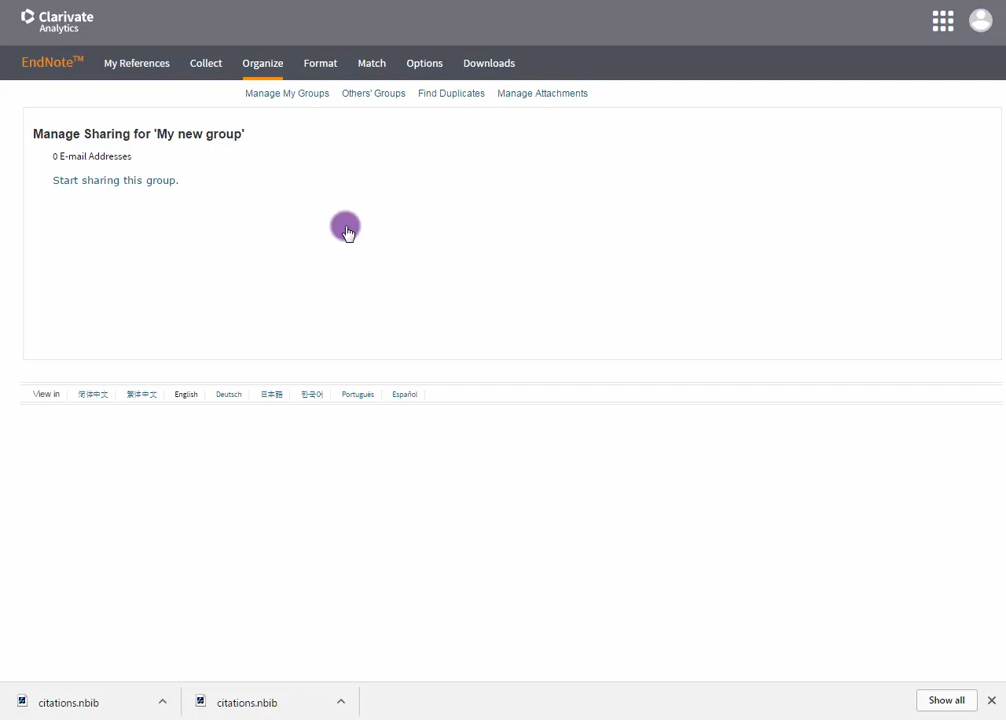 Clarivate
Analytics
EndNote™ My References Collect Organize Format Match Options Downloads
Manage My Groups Others' Groups Find Duplicates Manage Attachments
Manage Sharing for 'My new group'
0 E-mail Addresses
Start sharing this group.
View in 简体中文 繁体中文 English Deutsch 日本語 한국어 Português Español
citations.nbib citations.nbib Show all